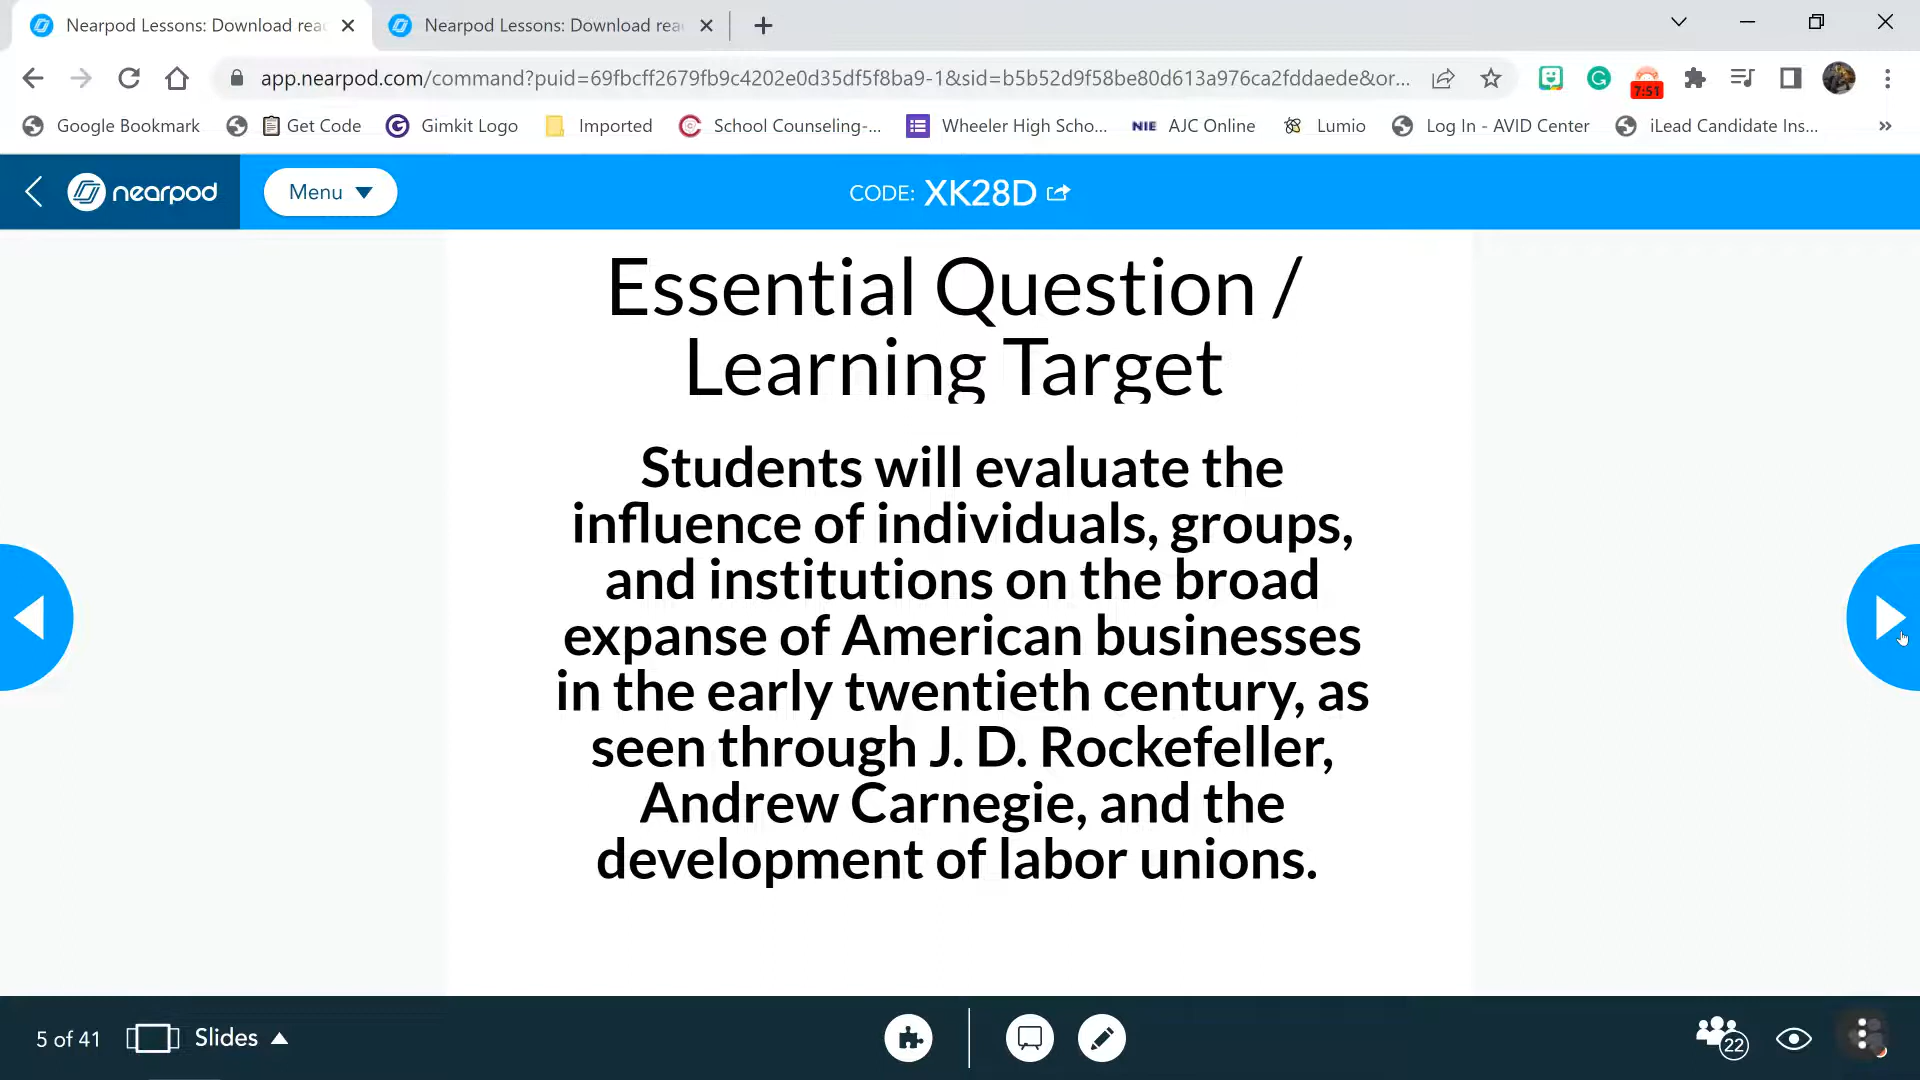 Nearpod Lessons: Download rea
Nearpod Lessons: Download rea
app.nearpod.com/command?puid=69fbcff2679fb9c4202e0d35df5f8ba9-1&sid=b5b52d9f58be80d613a976ca2fddaede&or...
7:51
Google Bookmark
Get Code
Gimkit Logo
Imported
School Counseling-...
Wheeler High Scho...
NIE AJC Online
Lumio
Log In - AVID Center
iLead Candidate Ins...
nearpod
Menu
CODE: XK28D
Essential Question /
Learning Target
Students will evaluate the
influence of individuals, groups,
and institutions on the broad
expanse of American businesses
in the early twentieth century, as
seen through J. D. Rockefeller,
Andrew Carnegie, and the
development of labor unions.
5 of 41
Slides
22